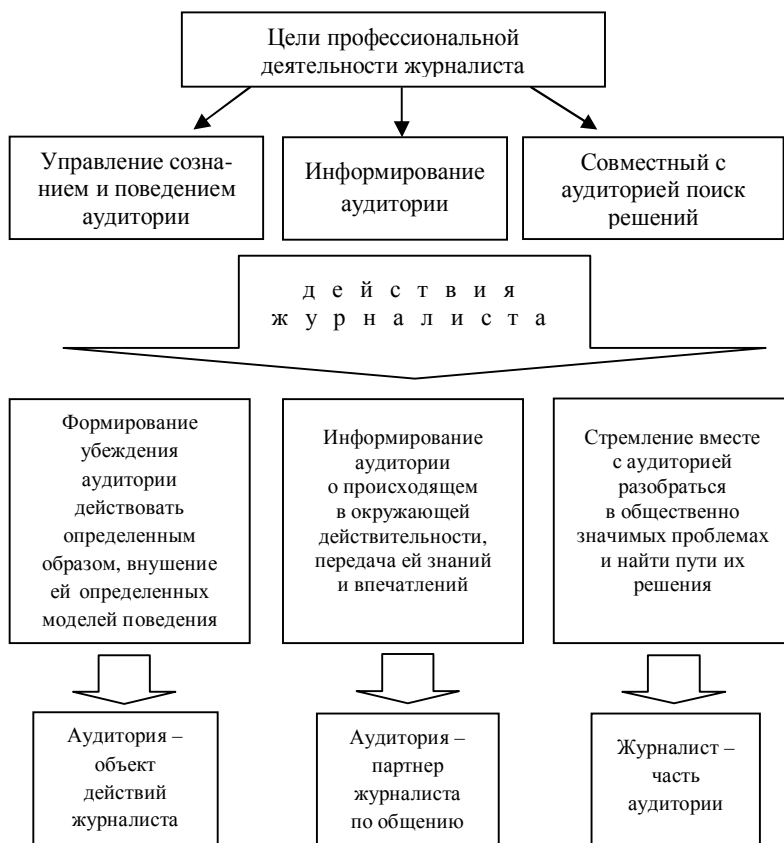 Цели профессиональной
деятельности журналиста
Управление созна-
нием и поведением
аудитории
Информирование
аудитории
Совместный с
аудиторией поиск
решений
действия
журналиста
Формирование
убеждения
аудитории
действовать
определенным
образом, внушение
ей определенных
моделей поведения
Информирование
аудитории
о происходящем
в окружающей
действительности,
передача ей знаний
и впечатлений
Стремление вместе
с аудиторией
разобраться
в общественно
значимых проблемах
и найти пути их
решения
Аудитория –
объект
действий
журналиста
Аудитория –
партнер
журналиста
по общению
Журналист –
часть
аудитории